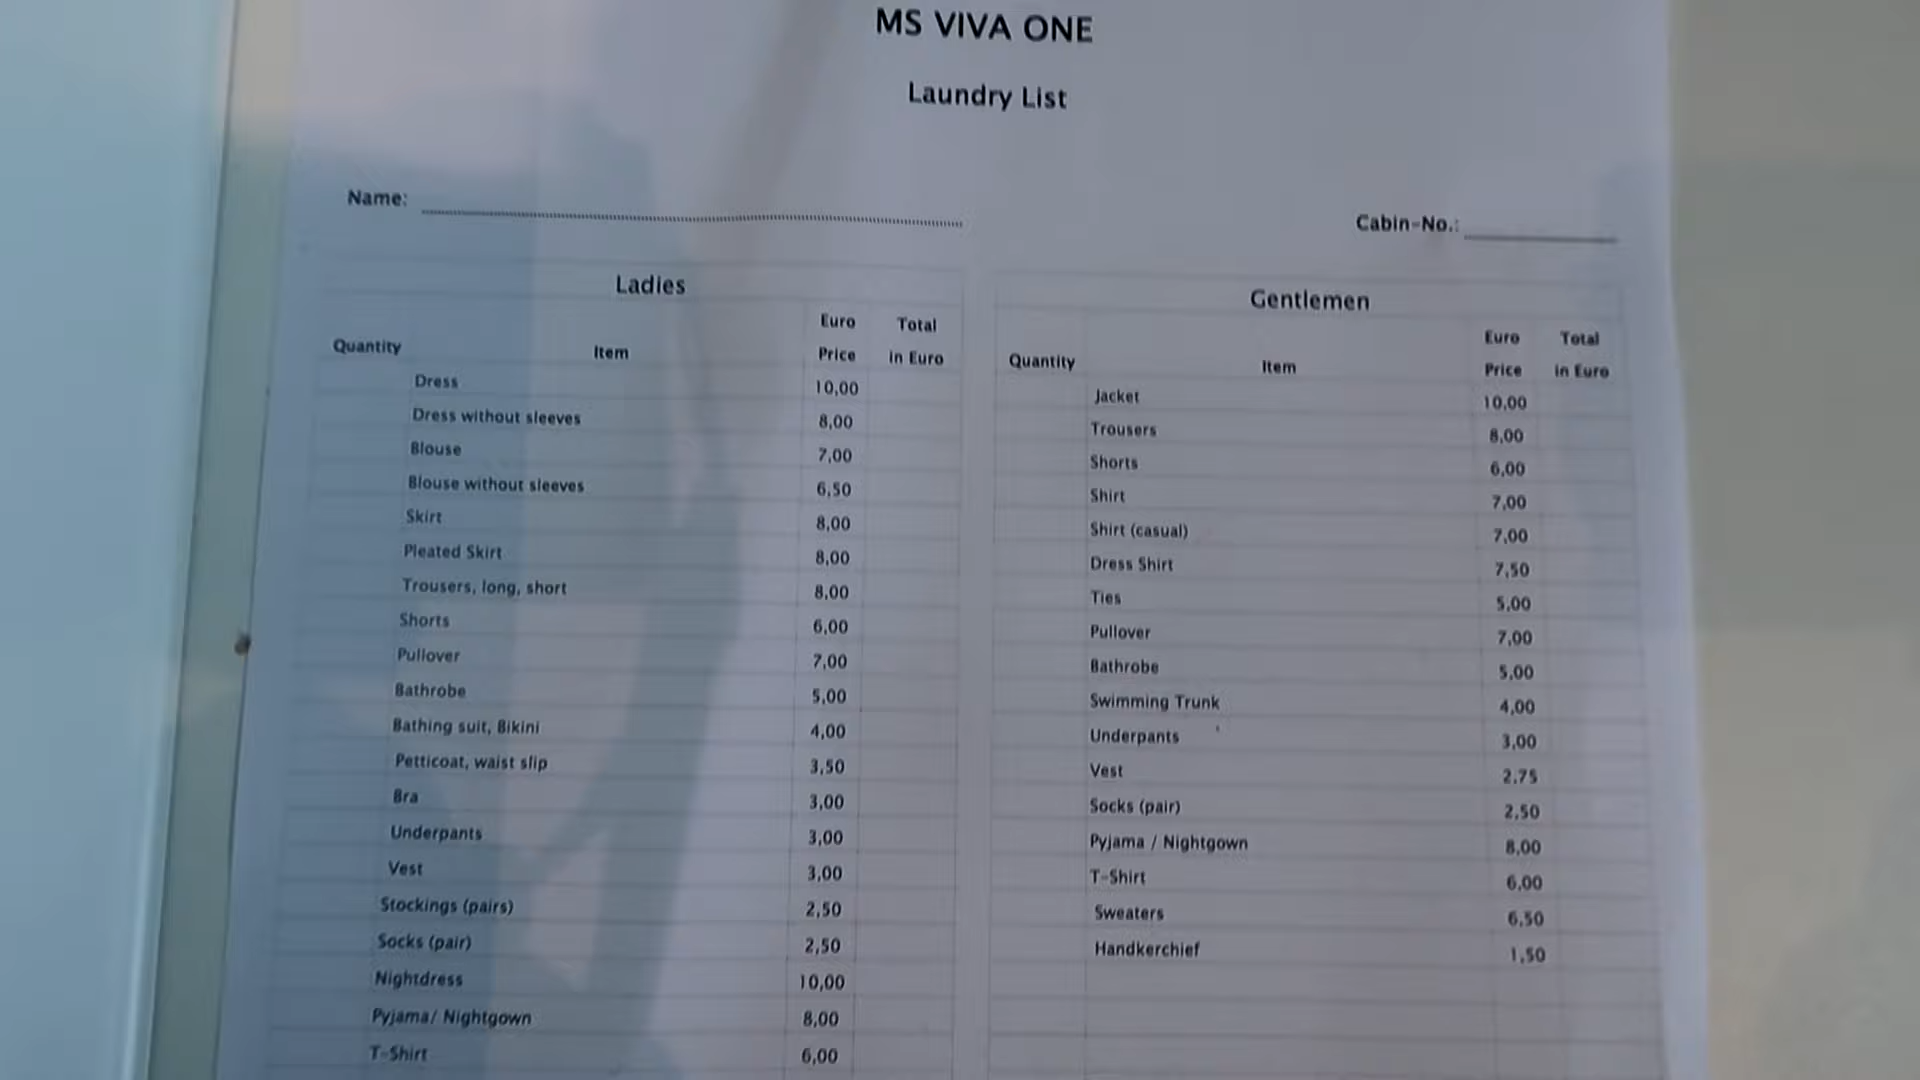 MS VIVA ONE
Laundry List
Name:
Cabin-No.:
Ladies
Quantity Item Euro Price Total in Euro
Dress 10,00
Dress without sleeves 8,00
Blouse 7,00
Blouse without sleeves 6,50
Skirt 8,00
Pleated Skirt 8,00
Trousers, long, short 8,00
Shorts 6,00
Pullover 7,00
Bathrobe 5,00
Bathing suit, Bikini 4,00
Petticoat, waist slip 3,50
Bra 3,00
Underpants 3,00
Vest 3,00
Stockings (pairs) 2,50
Socks (pair) 2,50
Nightdress 10,00
Pyjama/ Nightgown 8,00
T-Shirt 6,00
Gentlemen
Quantity Item Euro Price Total in Euro
Jacket 10,00
Trousers 8,00
Shorts 6,00
Shirt 7,00
Shirt (casual) 7,00
Dress Shirt 7,50
Ties 5,00
Pullover 7,00
Bathrobe 5,00
Swimming Trunk 4,00
Underpants 3,00
Vest 2,75
Socks (pair) 2,50
Pyjama / Nightgown 8,00
T-Shirt 6,00
Sweaters 6,50
Handkerchief 1,50